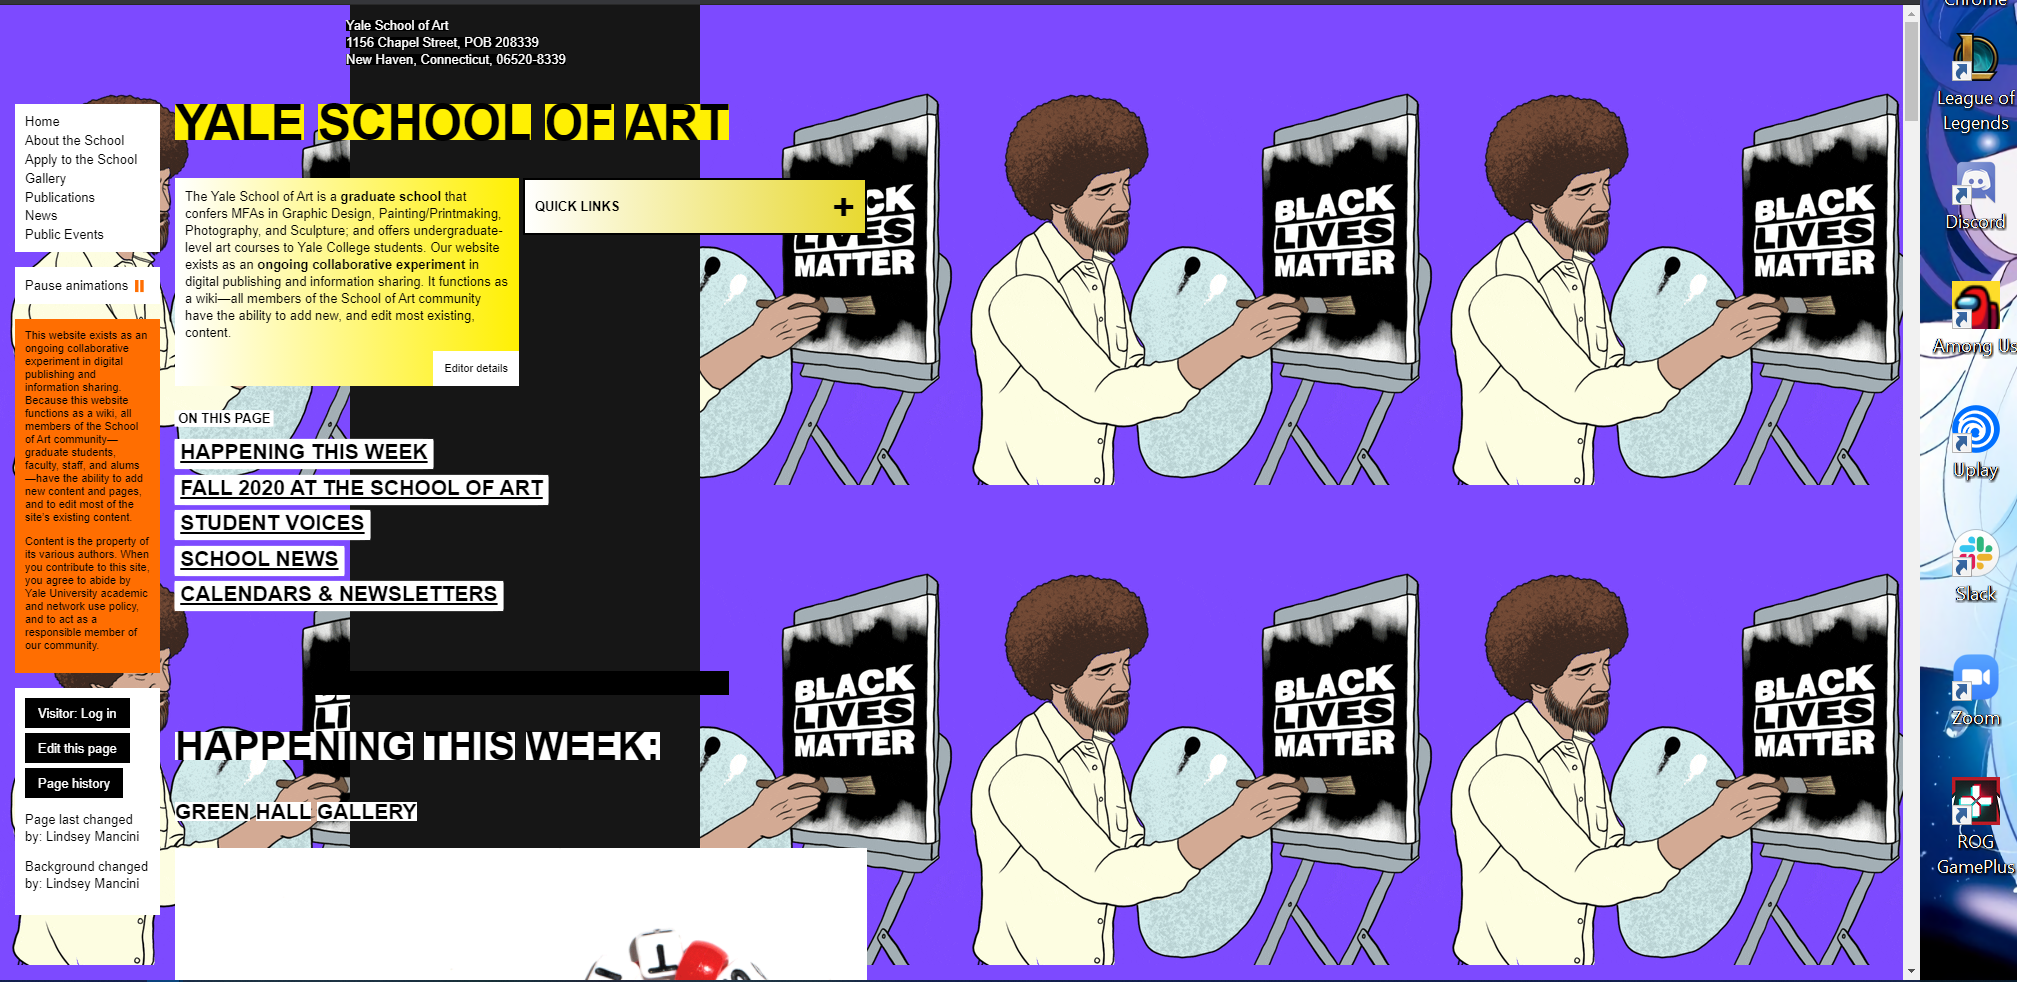 Yale School of Art
1156 Chapel Street, POB 208339
New Haven, Connecticut, 06520-8339
Home
About the School
Apply to the School
Gallery
Publications
News
Public Events
Pause animations
This website exists as an
ongoing collaborative
experiment in digital
publishing and
information sharing.
Because this website
functions as a wiki, all
members of the School
of Art community—
graduate students,
faculty, staff, and alums
—have the ability to add
new content and pages,
and to edit most of the
site's existing content.
Content is the property of
its various authors. When
you contribute to this site,
you agree to abide by
Yale University academic
and network use policy,
and to act as a
responsible member of
our community.
Visitor: Log in
Edit this page
Page history
Page last changed
by: Lindsey Mancini
Background changed
by: Lindsey Mancini
YALE SCHOOL OF ART
The Yale School of Art is a graduate school that
confers MFAs in Graphic Design, Painting/Printmaking,
Photography, and Sculpture; and offers undergraduate-
level art courses to Yale College students. Our website
exists as an ongoing collaborative experiment in
digital publishing and information sharing. It functions as
a wiki—all members of the School of Art community
have the ability to add new, and edit most existing,
content.
Editor details
QUICK LINKS
ON THIS PAGE
HAPPENING THIS WEEK
FALL 2020 AT THE SCHOOL OF ART
STUDENT VOICES
SCHOOL NEWS
CALENDARS & NEWSLETTERS
HAPPENING THIS WEEK:
GREEN HALL GALLERY
LIVES
MATTER
BLACK
LIVES
MATTER
BLACK
LIVES
MATTER
BLACK
LIVES
MATTER
BLACK
LIVES
MATTER
BLACK
LIVES
MATTER
Chrome
League of
Legends
Discord
Among Us
Uplay
Slack
Zoom
ROG
GamePlus